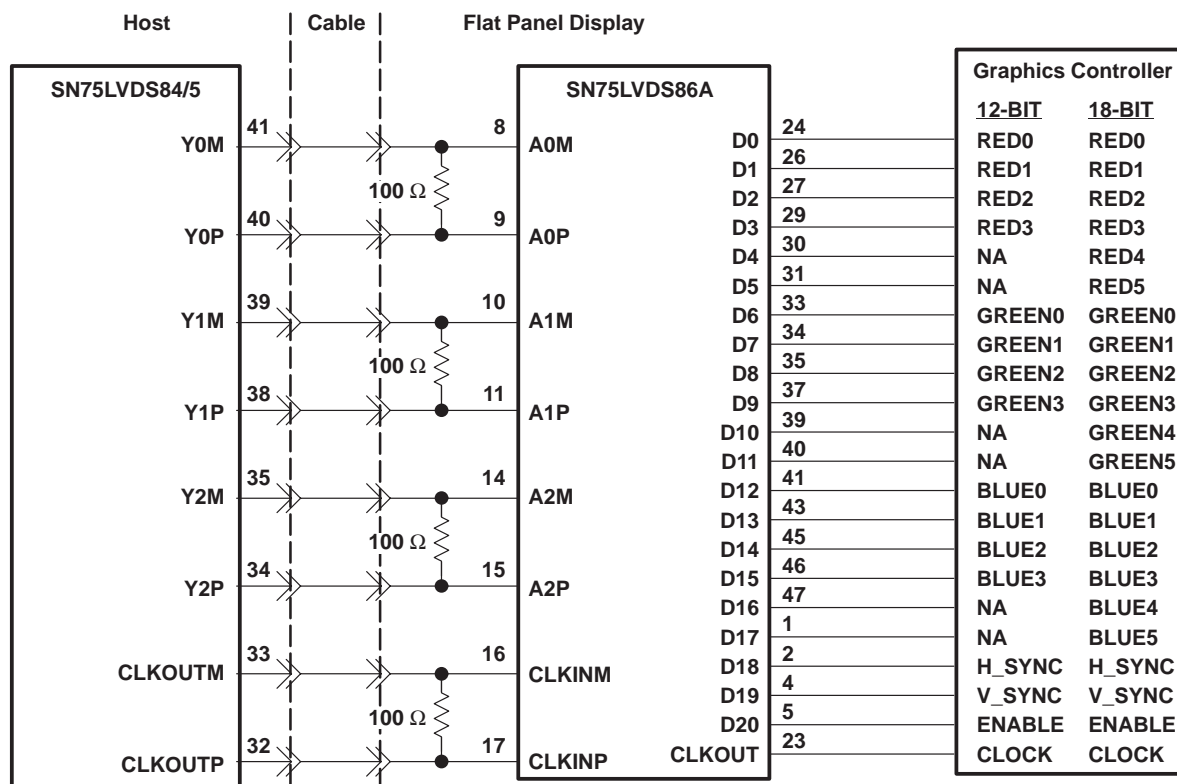 Host Cable Flat Panel Display
SN75LVDS84/5
SN75LVDS86A
Graphics Controller
12-BIT 18-BIT
Y0M 41 8 A0M
100 Ω
Y0P 40 9 A0P
Y1M 39 10 A1M
100 Ω
Y1P 38 11 A1P
Y2M 35 14 A2M
100 Ω
Y2P 34 15 A2P
CLKOUTM 33 16 CLKINM
100 Ω
CLKOUTP 32 17 CLKINP
D0 24 RED0 RED0
D1 26 RED1 RED1
D2 27 RED2 RED2
D3 29 RED3 RED3
D4 30 NA RED4
D5 31 NA RED5
D6 33 GREEN0 GREEN0
D7 34 GREEN1 GREEN1
D8 35 GREEN2 GREEN2
D9 37 GREEN3 GREEN3
D10 39 NA GREEN4
D11 40 NA GREEN5
D12 41 BLUE0 BLUE0
D13 43 BLUE1 BLUE1
D14 45 BLUE2 BLUE2
D15 46 BLUE3 BLUE3
D16 47 NA BLUE4
D17 1 NA BLUE5
D18 2 H_SYNC H_SYNC
D19 4 V_SYNC V_SYNC
D20 5 ENABLE ENABLE
CLKOUT 23 CLOCK CLOCK